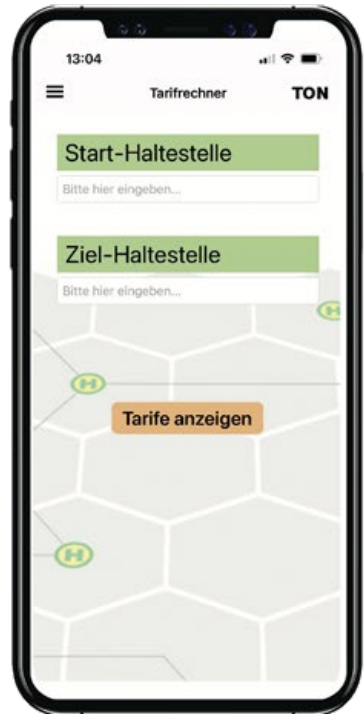 13:04
Tarifrechner TON
Start-Haltestelle
Bitte hier eingeben...
Ziel-Haltestelle
Bitte hier eingeben...
H
H
Tarife anzeigen
H